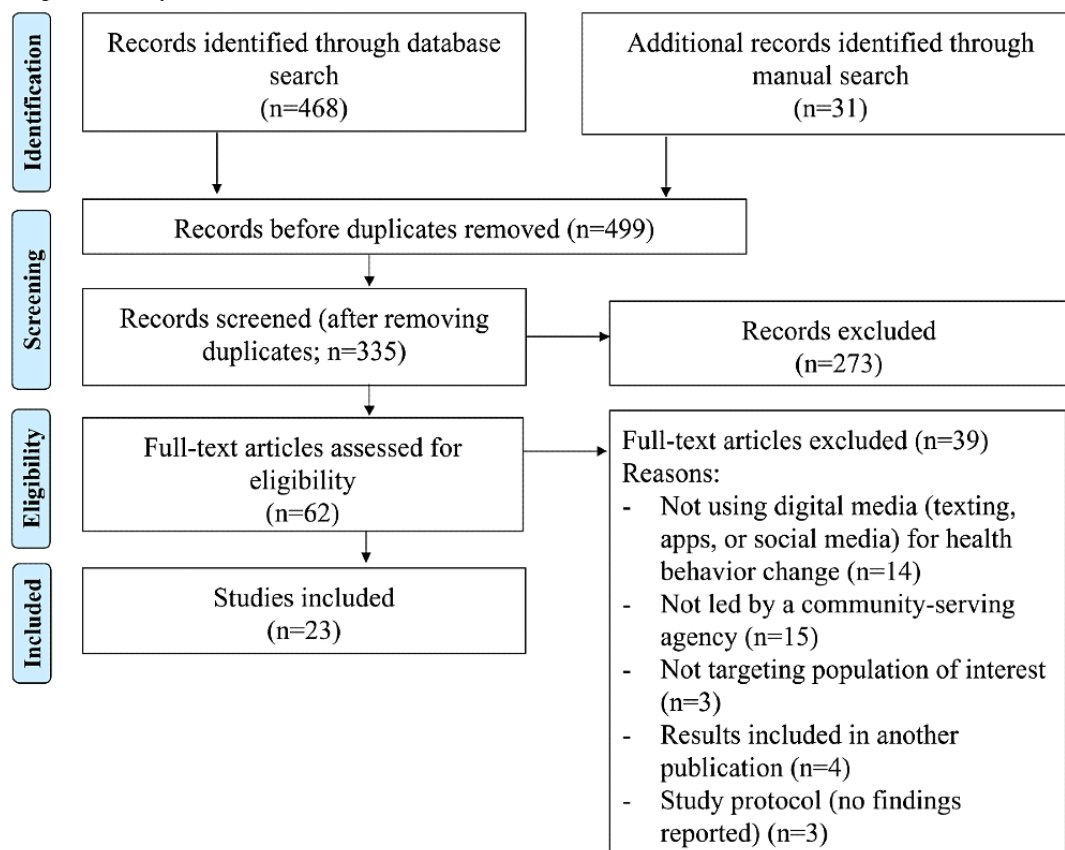 Identification
Records identified through database
search
(n=468)
Additional records identified through
manual search
(n=31)
Screening
Records before duplicates removed (n=499)
Records screened (after removing
duplicates; n=335)
Records excluded
(n=273)
Eligibility
Full-text articles assessed for
eligibility
(n=62)
Full-text articles excluded (n=39)
Reasons:
- Not using digital media (texting,
apps, or social media) for health
behavior change (n=14)
- Not led by a community-serving
agency (n=15)
- Not targeting population of interest
(n=3)
- Results included in another
publication (n=4)
- Study protocol (no findings
reported) (n=3)
Included
Studies included
(n=23)